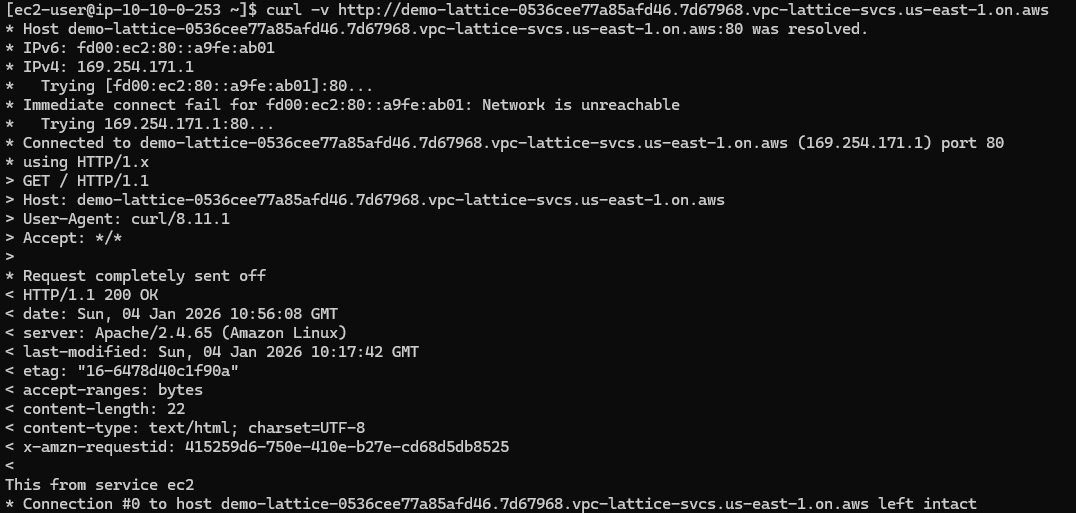 [ec2-user@ip-10-10-0-253 ~]$ curl -v http://demo-lattice-0536cee77a85afd46.7d67968.vpc-lattice-svcs.us-east-1.on.aws
* Host demo-lattice-0536cee77a85afd46.7d67968.vpc-lattice-svcs.us-east-1.on.aws:80 was resolved.
* IPv6: fd00:ec2:80::a9fe:ab01
* IPv4: 169.254.171.1
*   Trying [fd00:ec2:80::a9fe:ab01]:80...
* Immediate connect fail for fd00:ec2:80::a9fe:ab01: Network is unreachable
*   Trying 169.254.171.1:80...
* Connected to demo-lattice-0536cee77a85afd46.7d67968.vpc-lattice-svcs.us-east-1.on.aws (169.254.171.1) port 80
* using HTTP/1.x
> GET / HTTP/1.1
> Host: demo-lattice-0536cee77a85afd46.7d67968.vpc-lattice-svcs.us-east-1.on.aws
> User-Agent: curl/8.11.1
> Accept: */*
>
* Request completely sent off
< HTTP/1.1 200 OK
< date: Sun, 04 Jan 2026 10:56:08 GMT
< server: Apache/2.4.65 (Amazon Linux)
< last-modified: Sun, 04 Jan 2026 10:17:42 GMT
< etag: "16-6478d40c1f90a"
< accept-ranges: bytes
< content-length: 22
< content-type: text/html; charset=UTF-8
< x-amzn-requestid: 415259d6-750e-410e-b27e-cd68d5db8525
<
This from service ec2
* Connection #0 to host demo-lattice-0536cee77a85afd46.7d67968.vpc-lattice-svcs.us-east-1.on.aws left intact